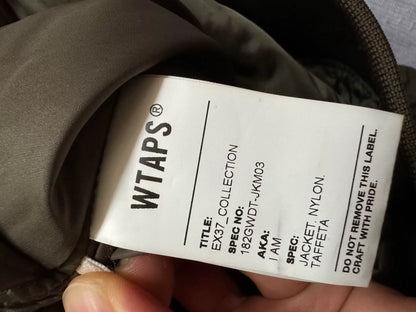 WTAPS®
TITLE:
EX37_COLLECTION
SPEC NO:
182GWDT-JKM03
AKA:
I AM
SPEC:
JACKET. NYLON.
TAFFETA
DO NOT REMOVE THIS LABEL.
CRAFT WITH PRIDE.